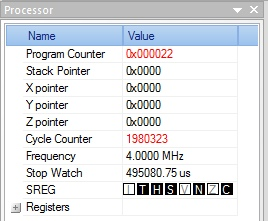 Processor
Name Value
Program Counter 0x000022
Stack Pointer 0x0000
X pointer 0x0000
Y pointer 0x0000
Z pointer 0x0000
Cycle Counter 1980323
Frequency 4.0000 MHz
Stop Watch 495080.75 us
SREG I T H S V N Z C
Registers